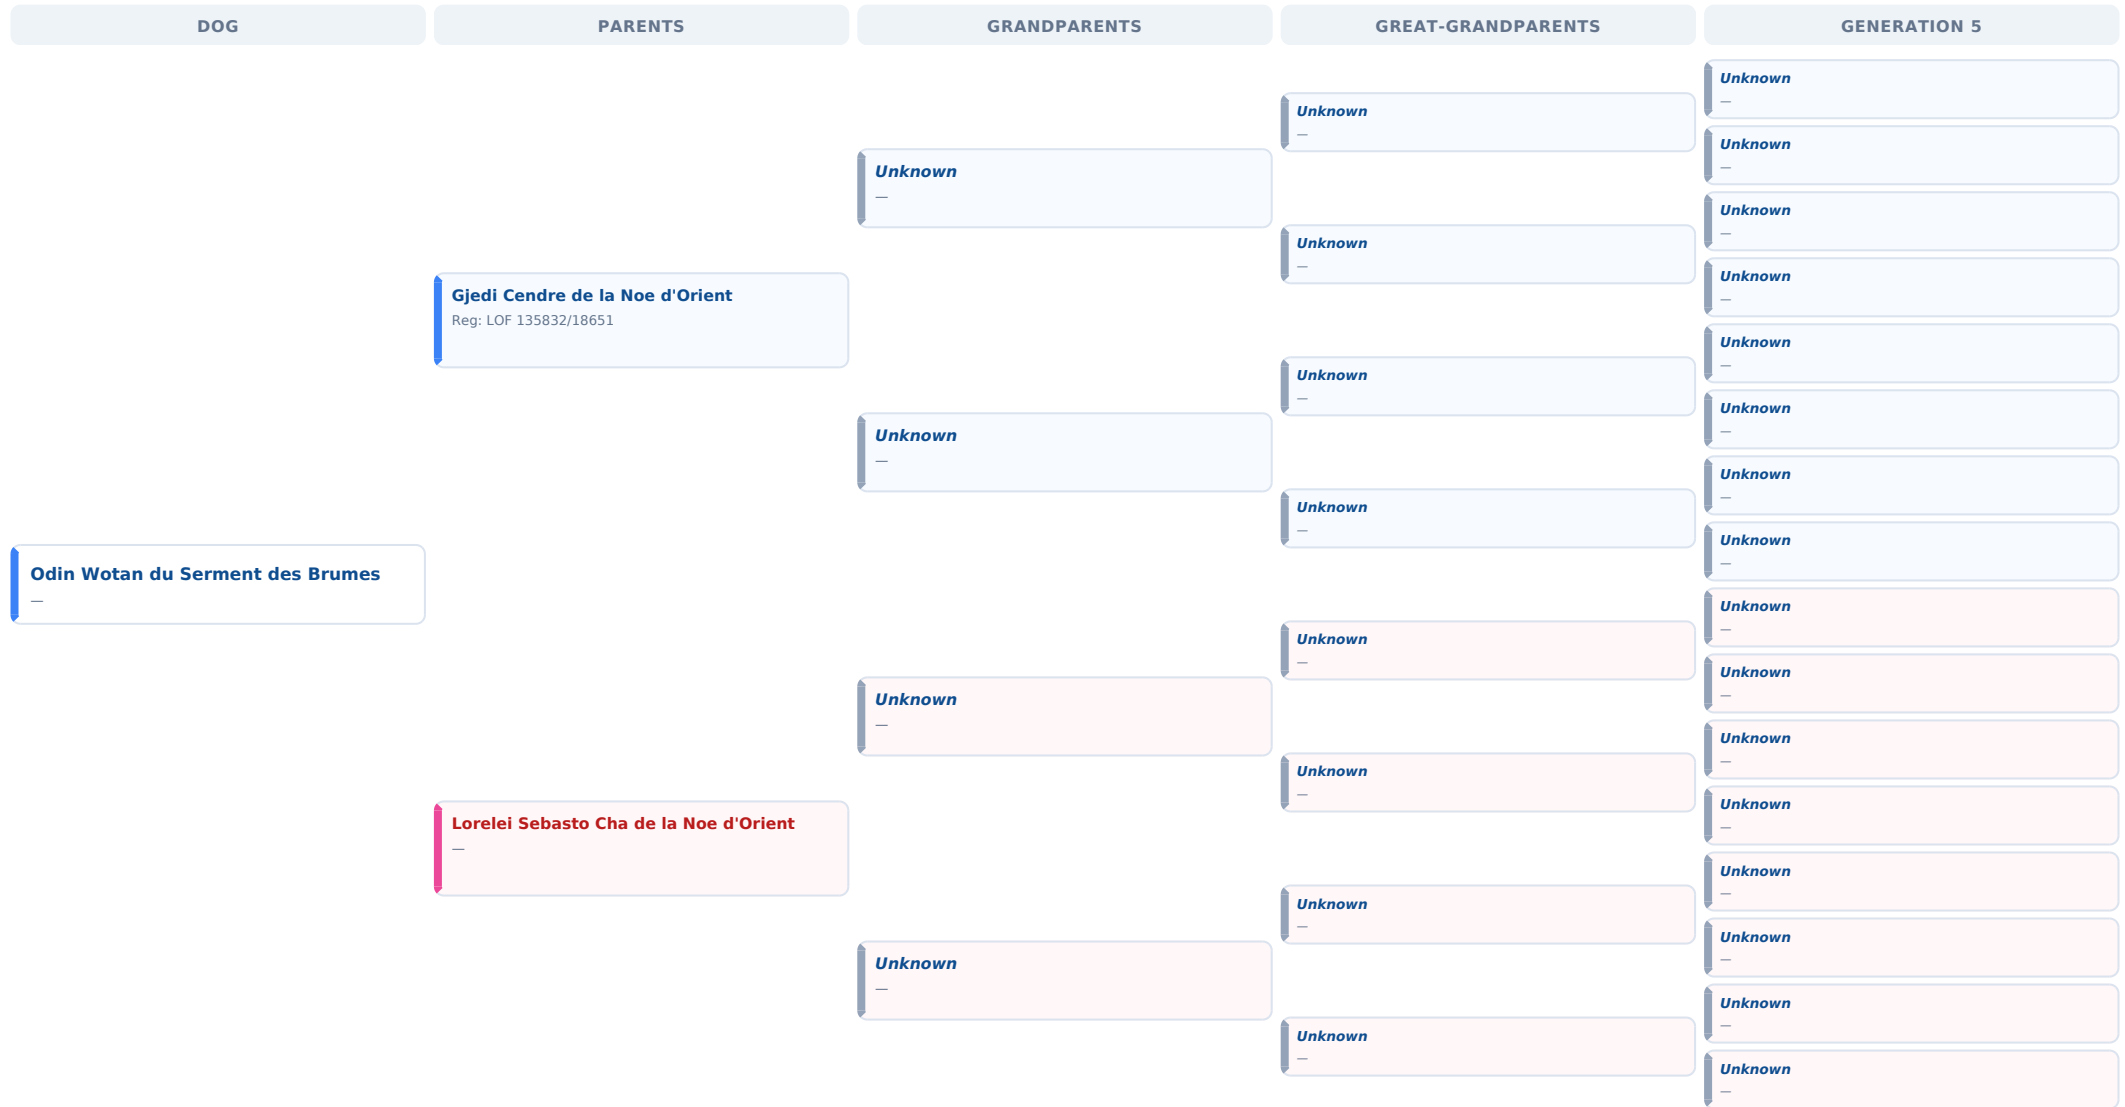 DOG
PARENTS
GRANDPARENTS
GREAT-GRANDPARENTS
GENERATION 5
Odin Wotan du Serment des Brumes
—
Gjedi Cendre de la Noe d'Orient
Reg: LOF 135832/18651
Lorelei Sebasto Cha de la Noe d'Orient
—
Unknown
—
Unknown
—
Unknown
—
Unknown
—
Unknown
—
Unknown
—
Unknown
—
Unknown
—
Unknown
—
Unknown
—
Unknown
—
Unknown
—
Unknown
—
Unknown
—
Unknown
—
Unknown
—
Unknown
—
Unknown
—
Unknown
—
Unknown
—
Unknown
—
Unknown
—
Unknown
—
Unknown
—
Unknown
—
Unknown
—
Unknown
—
Unknown
—